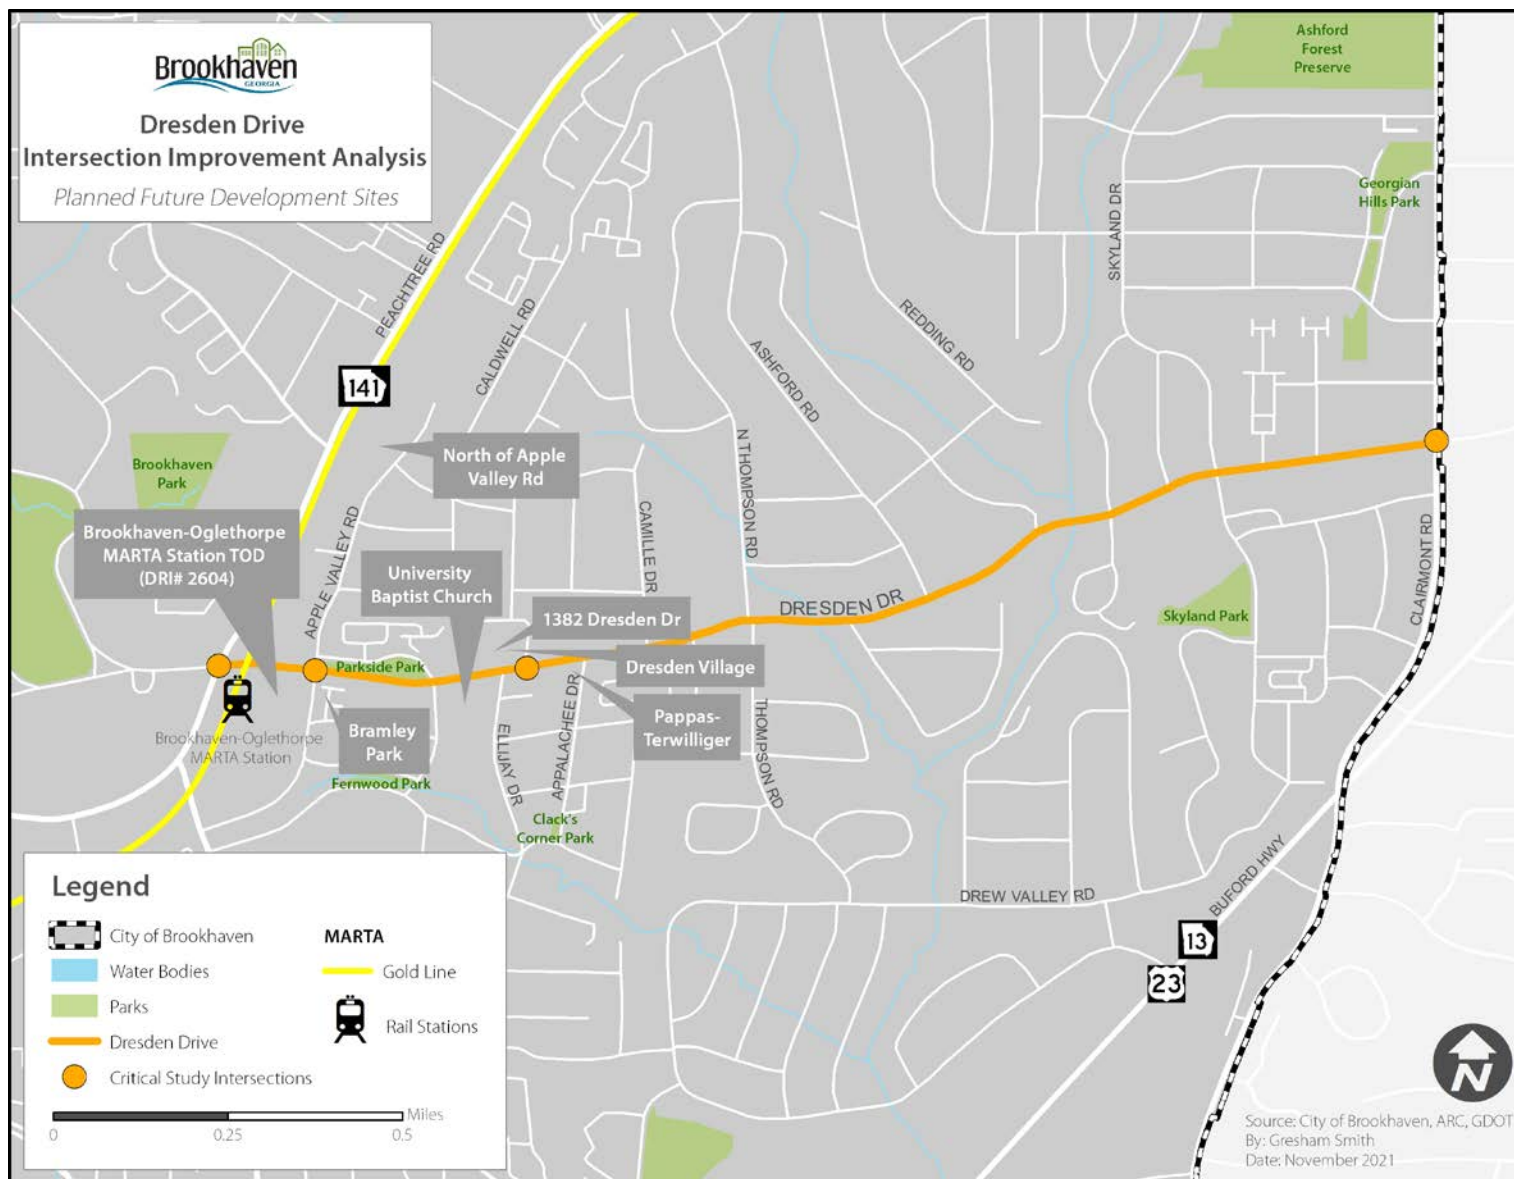 Brookhaven
GEORGIA
Dresden Drive
Intersection Improvement Analysis
Planned Future Development Sites
Ashford
Forest
Preserve
Georgian
Hills Park
SKYLAND DR
PEACHTREE RD
CALDWELL RD
REDDING RD
ASHFORD RD
141
N THOMPSON RD
North of Apple
Valley Rd
Brookhaven
Park
CAMILLE DR
CLAIRMONT RD
Brookhaven-Oglethorpe
MARTA Station TOD
(DRI# 2604)
APPLE VALLEY RD
University
Baptist Church
1382 Dresden Dr
DRESDEN DR
Skyland Park
Parkside Park
Dresden Village
Brookhaven-Oglethorpe
MARTA Station
Bramley
Park
Pappas-
Terwilliger
ELLIJAY DR
APPALACHEE DR
THOMPSON RD
Fernwood Park
Clack's
Corner Park
DREW VALLEY RD
BUFORD HWY
13
23
Legend
City of Brookhaven
Water Bodies
Parks
Dresden Drive
Critical Study Intersections
MARTA
Gold Line
Rail Stations
Miles
0 0.25 0.5
N
Source: City of Brookhaven, ARC, GDOT
By: Gresham Smith
Date: November 2021